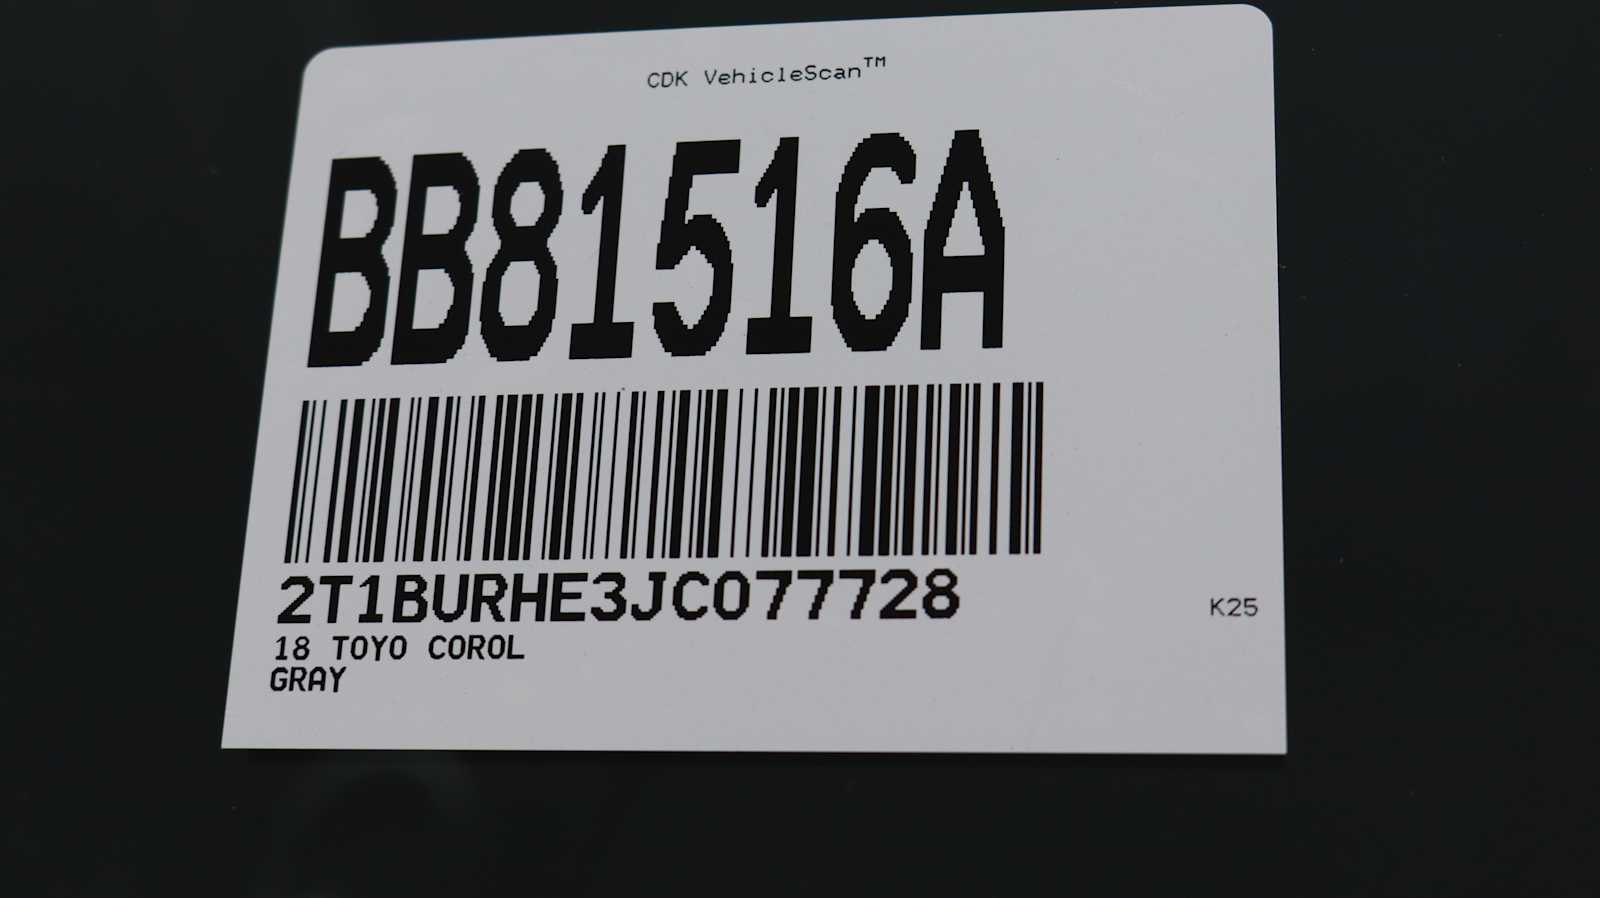 CDK VehicleScan™
BB81516A
2T1BURHE3JC077728
18 TOYO COROL
GRAY
K25